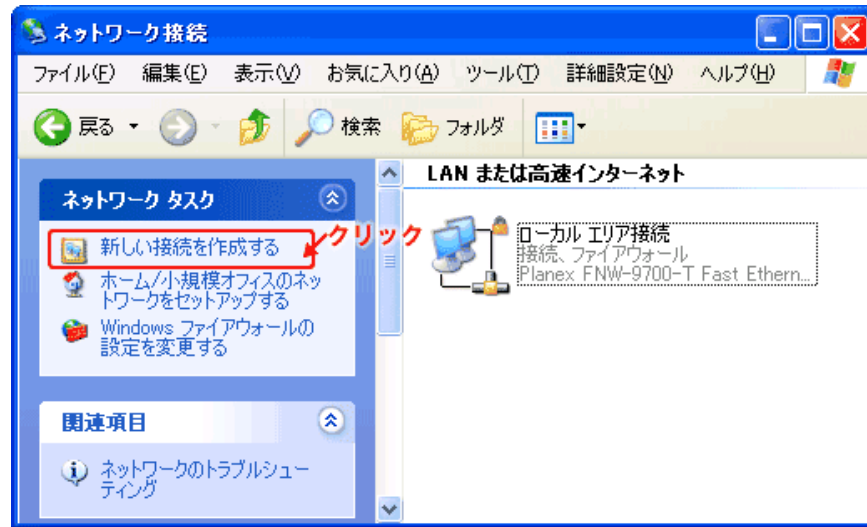 ネットワーク接続
ファイル(F) 編集(E) 表示(V) お気に入り(A) ツール(T) 詳細設定(N) ヘルプ(H)
戻る 検索 フォルダ
ネットワーク タスク
新しい接続を作成する
クリック
ホーム/小規模オフィスのネッ
トワークをセットアップする
Windows ファイアウォールの
設定を変更する
関連項目
ネットワークのトラブルシュー
ティング
LAN または高速インターネット
ローカル エリア接続
接続、ファイアウォール
Planex FNW-9700-T Fast Ethern...